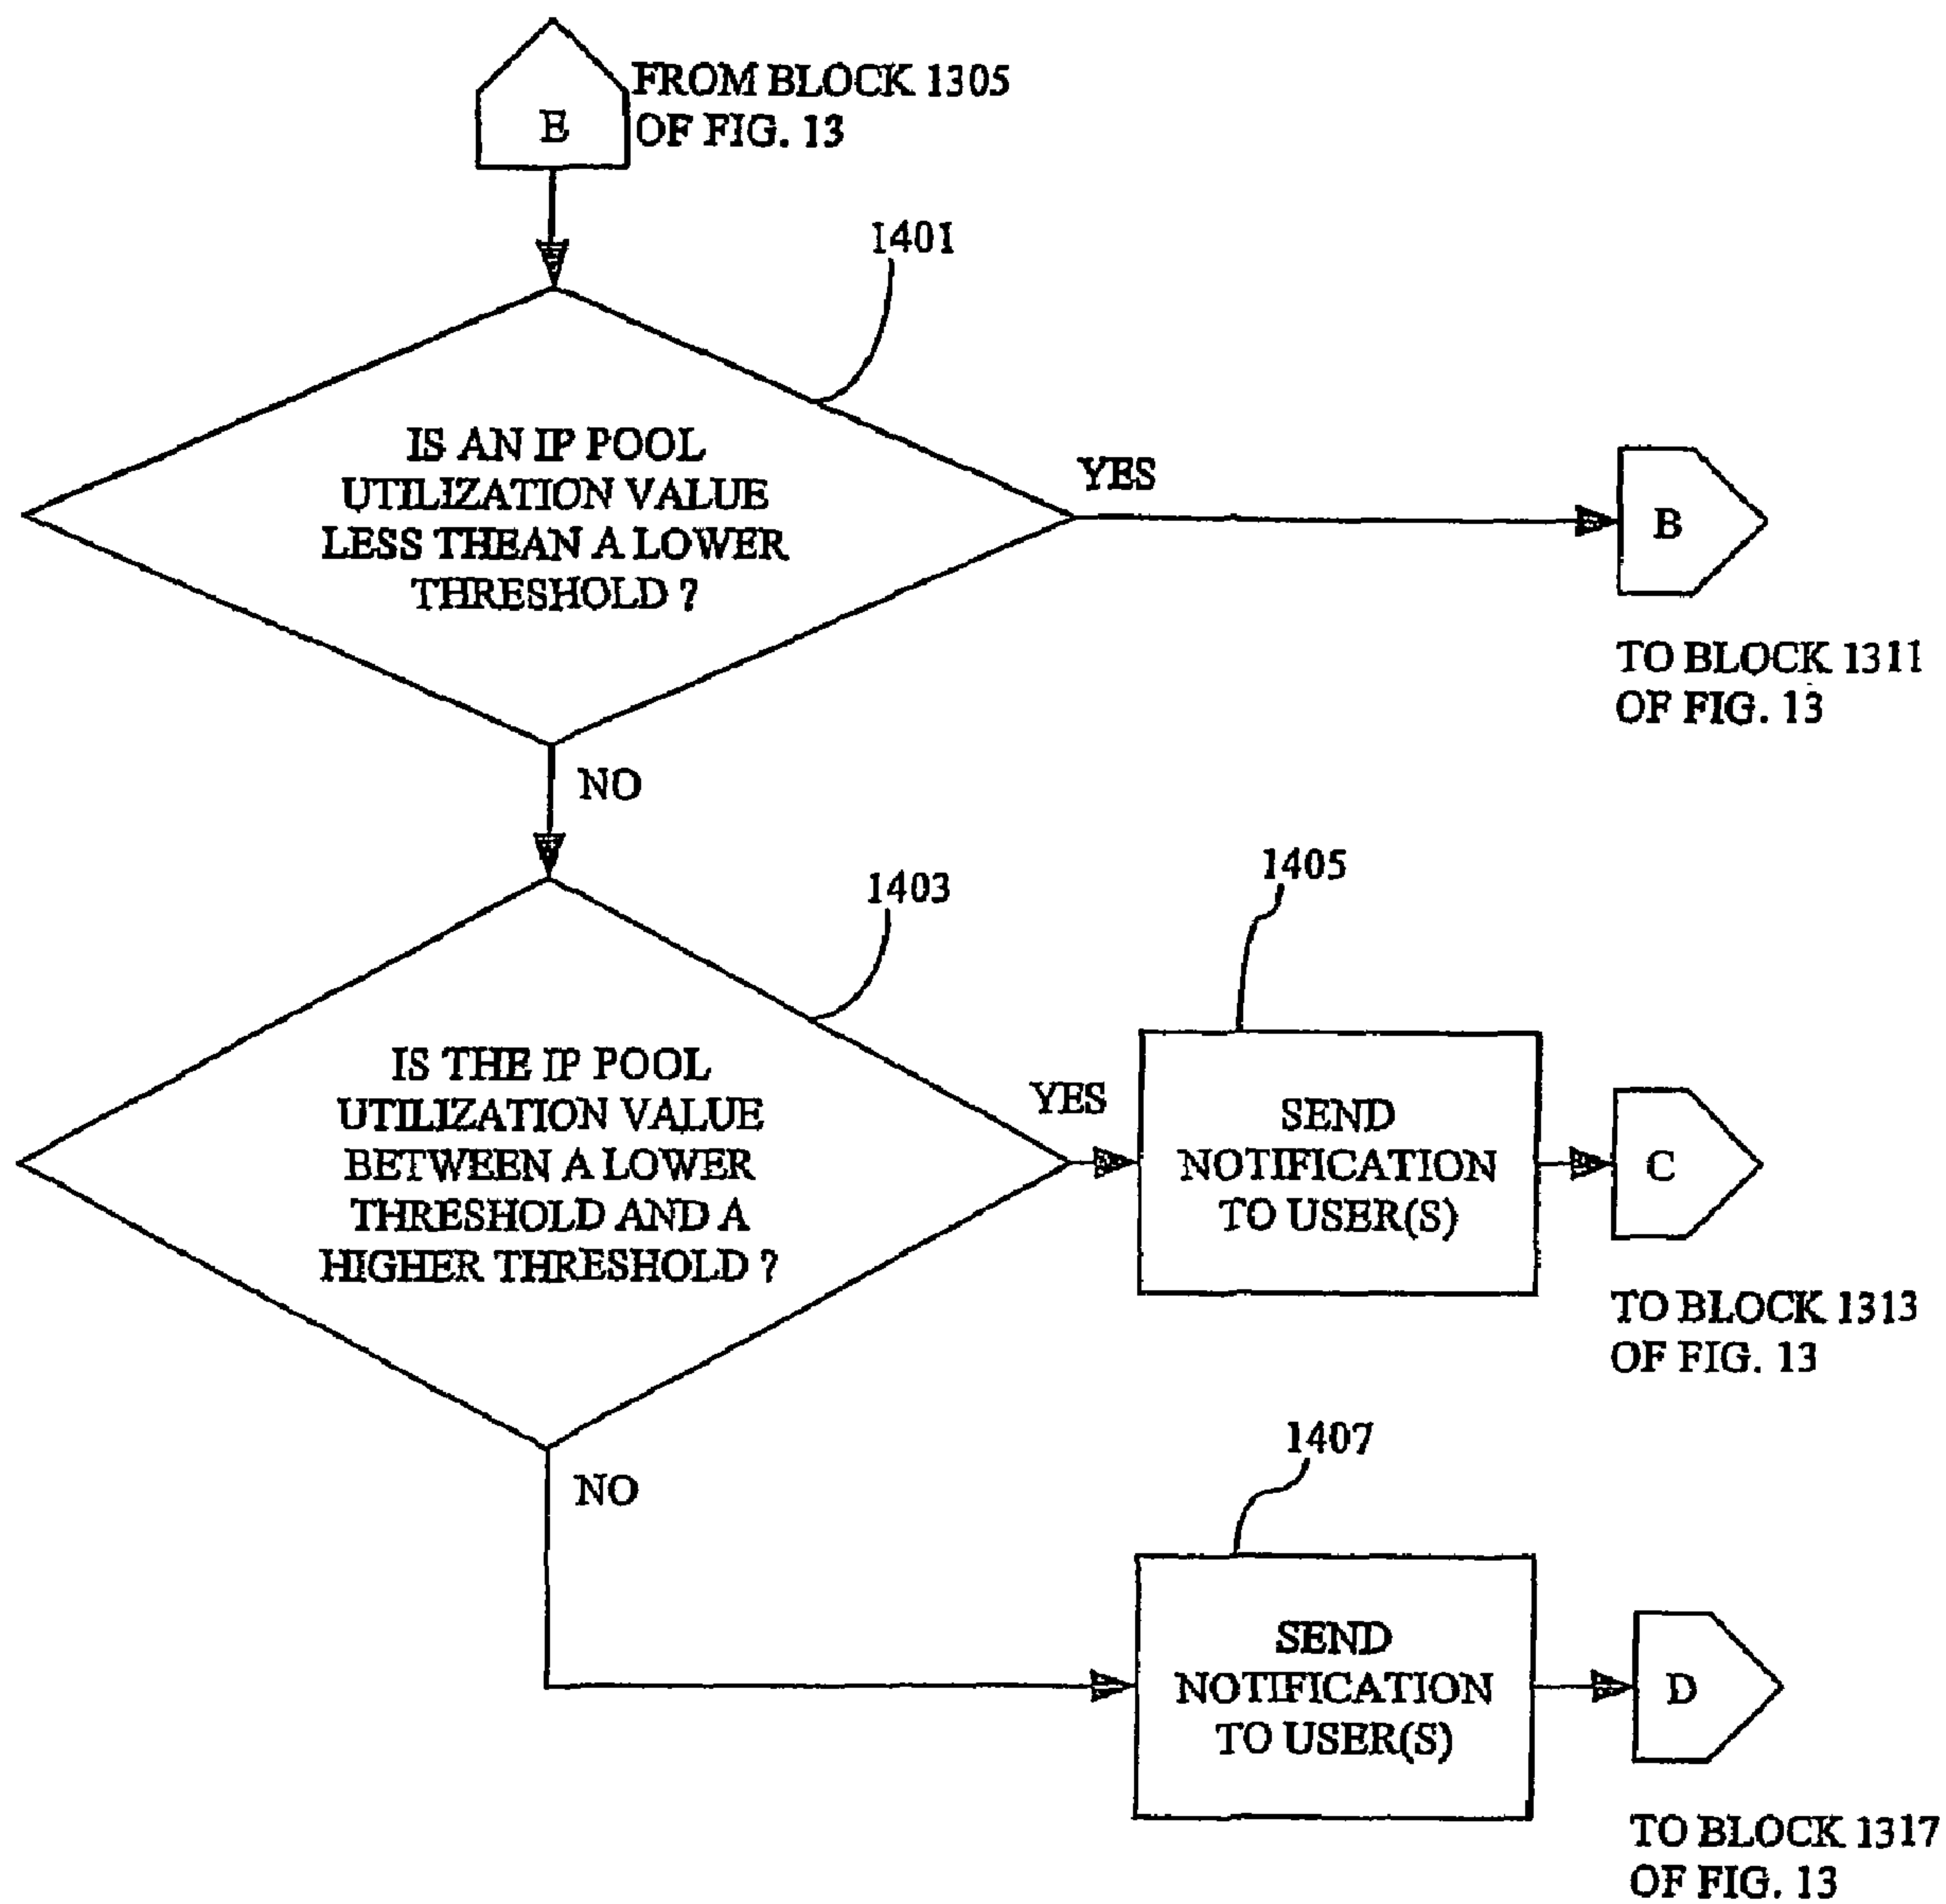 FROM BLOCK 1305
OF FIG. 13
E
1401
IS AN IP POOL
UTILIZATION VALUE
LESS THEAN A LOWER
THRESHOLD ?
YES
B
TO BLOCK 1311
OF FIG. 13
NO
1403
1405
IS THE IP POOL
UTILIZATION VALUE
BETWEEN A LOWER
THRESHOLD AND A
HIGHER THRESHOLD ?
YES
SEND
NOTIFICATION
TO USER(S)
C
TO BLOCK 1313
OF FIG. 13
NO
1407
SEND
NOTIFICATION
TO USER(S)
D
TO BLOCK 1317
OF FIG. 13